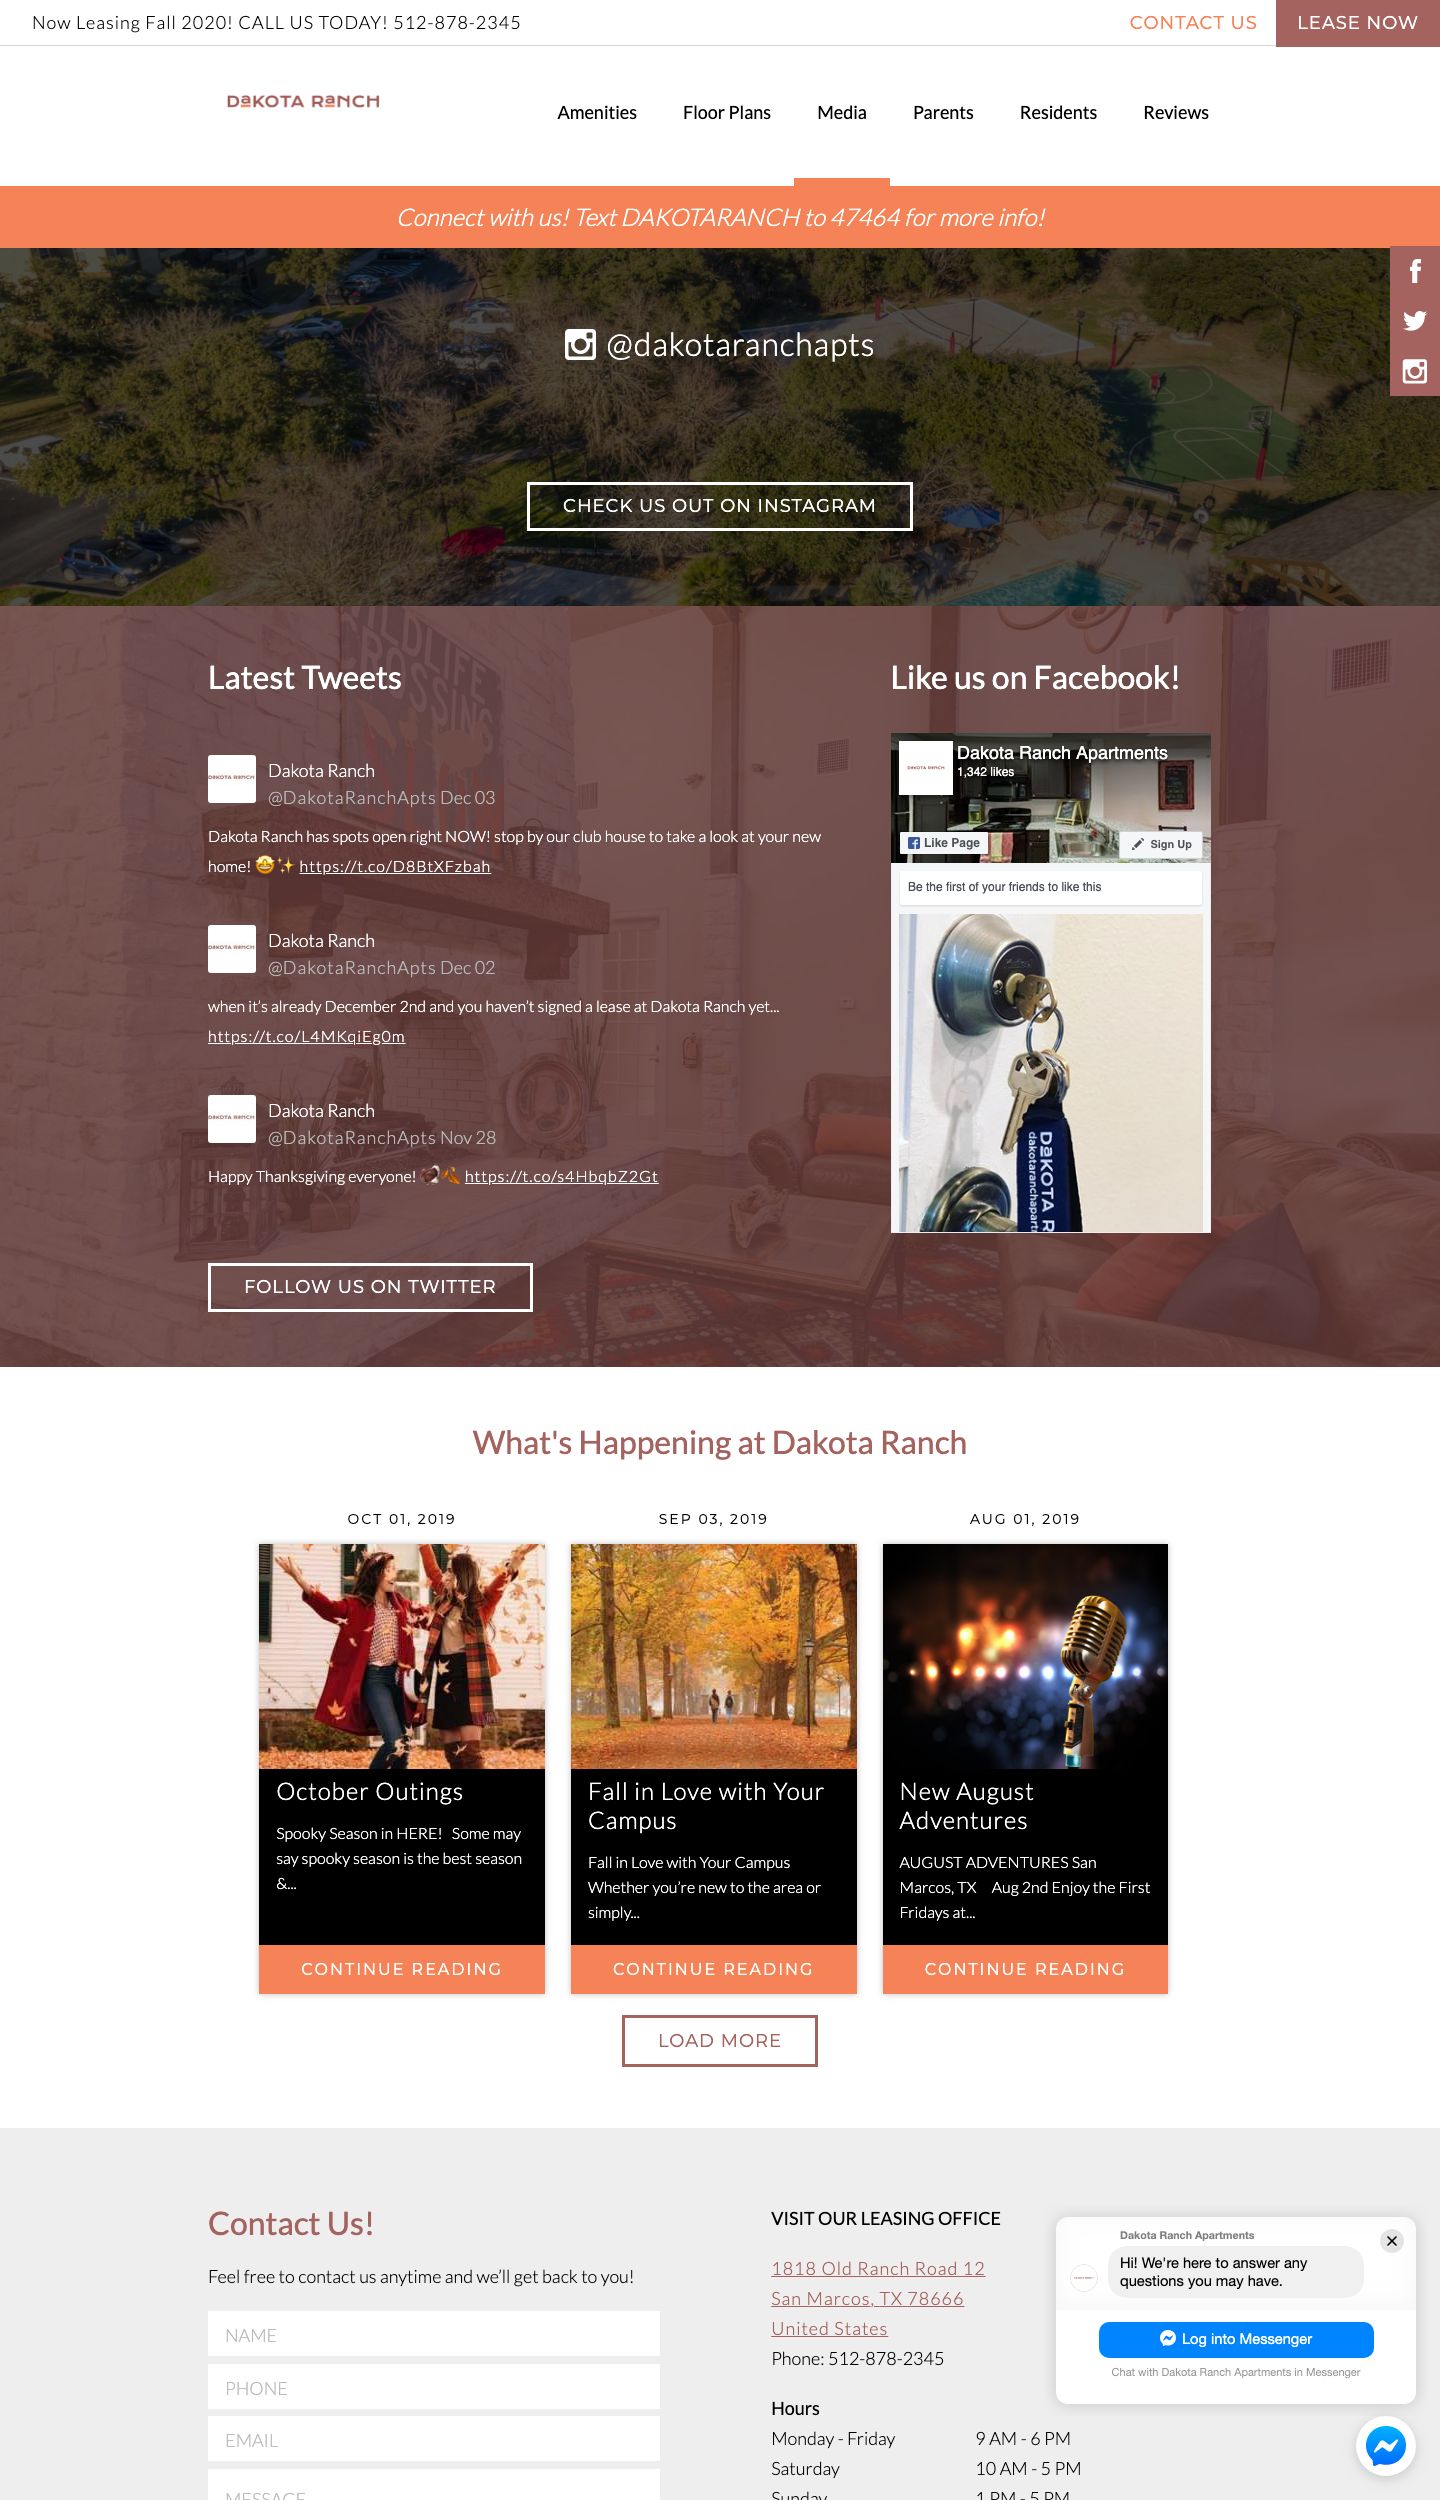 Now Leasing Fall 2020! CALL US TODAY! 512-878-2345
CONTACT US
LEASE NOW
DaKOTA RaNCH
Amenities
Floor Plans
Media
Parents
Residents
Reviews
Connect with us! Text DAKOTARANCH to 47464 for more info!
@dakotaranchapts
CHECK US OUT ON INSTAGRAM
Latest Tweets
Dakota Ranch
@DakotaRanchApts Dec 03
Dakota Ranch has spots open right NOW! stop by our club house to take a look at your new
home! 🤩✨ https://t.co/D8BtXFzbah
Dakota Ranch
@DakotaRanchApts Dec 02
when it’s already December 2nd and you haven’t signed a lease at Dakota Ranch yet...
https://t.co/L4MKqiEg0m
Dakota Ranch
@DakotaRanchApts Nov 28
Happy Thanksgiving everyone! 🦃🍂 https://t.co/s4HbqbZ2Gt
FOLLOW US ON TWITTER
Like us on Facebook!
DaKOTA RaNCH
Dakota Ranch Apartments
1,342 likes
Like Page
Sign Up
Be the first of your friends to like this
DaKOTA R
dakotaranchapart
What's Happening at Dakota Ranch
OCT 01, 2019
October Outings
Spooky Season in HERE! Some may
say spooky season is the best season
&...
CONTINUE READING
SEP 03, 2019
Fall in Love with Your
Campus
Fall in Love with Your Campus
Whether you’re new to the area or
simply...
CONTINUE READING
AUG 01, 2019
New August
Adventures
AUGUST ADVENTURES San
Marcos, TX Aug 2nd Enjoy the First
Fridays at...
CONTINUE READING
LOAD MORE
Contact Us!
Feel free to contact us anytime and we’ll get back to you!
NAME
PHONE
EMAIL
MESSAGE
VISIT OUR LEASING OFFICE
1818 Old Ranch Road 12
San Marcos, TX 78666
United States
Phone: 512-878-2345
Hours
Monday - Friday 9 AM - 6 PM
Saturday 10 AM - 5 PM
Sunday 1 PM - 5 PM
Dakota Ranch Apartments
Hi! We're here to answer any
questions you may have.
Log into Messenger
Chat with Dakota Ranch Apartments in Messenger